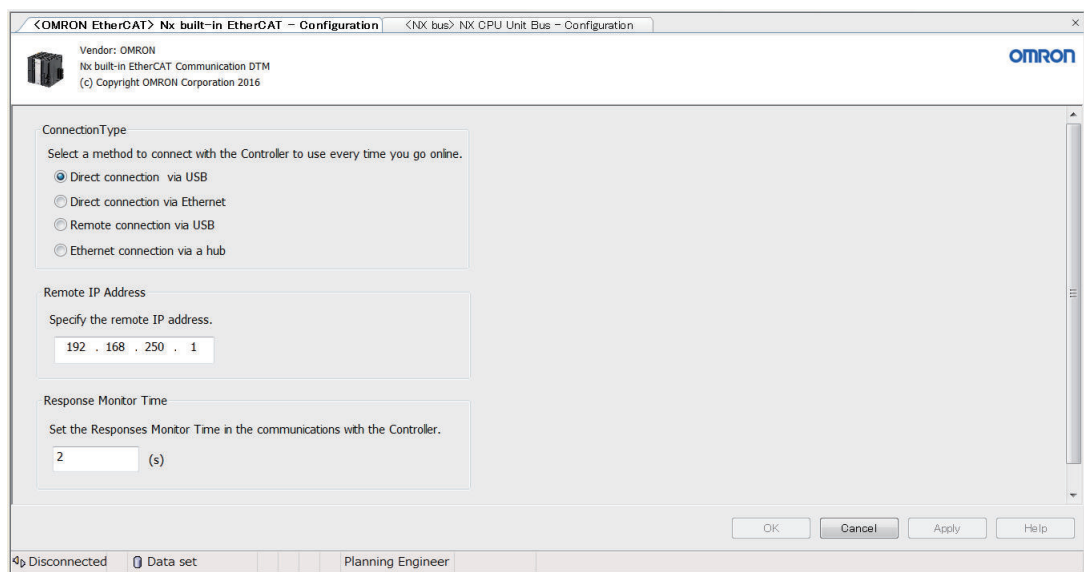 <OMRON EtherCAT> Nx built-in EtherCAT - Configuration <NX bus> NX CPU Unit Bus - Configuration ×
Vendor: OMRON
Nx built-in EtherCAT Communication DTM
(c) Copyright OMRON Corporation 2016
OMRON
ConnectionType
Select a method to connect with the Controller to use every time you go online.
Direct connection via USB
Direct connection via Ethernet
Remote connection via USB
Ethernet connection via a hub
Remote IP Address
Specify the remote IP address.
192 . 168 . 250 . 1
Response Monitor Time
Set the Responses Monitor Time in the communications with the Controller.
2 (s)
OK Cancel Apply Help
Disconnected Data set Planning Engineer